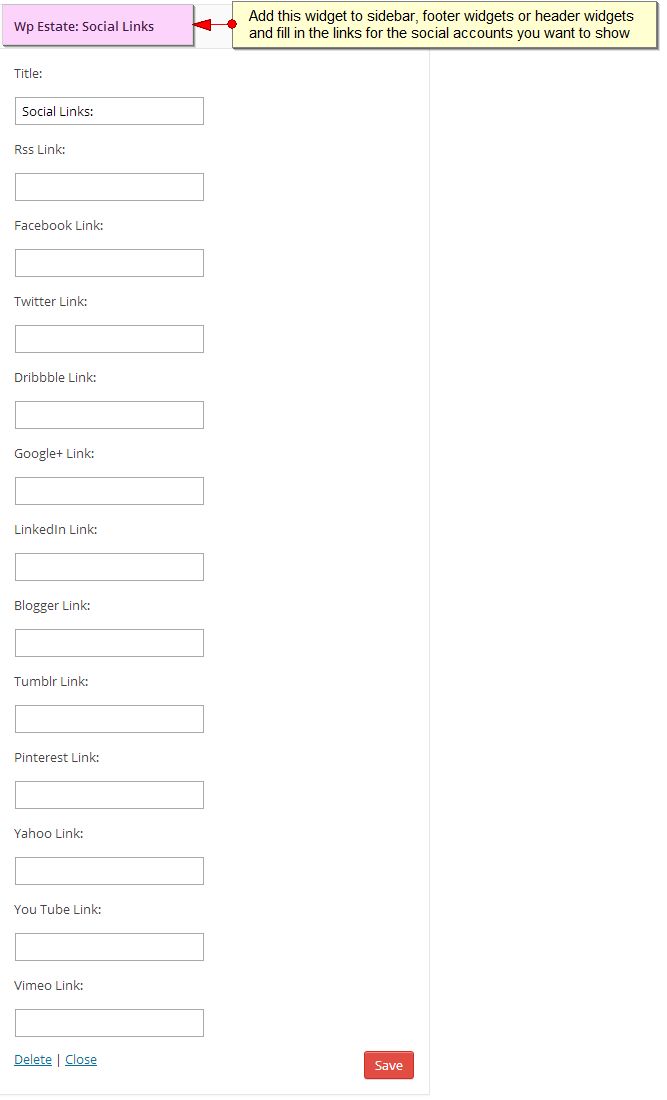 Wp Estate: Social Links
Add this widget to sidebar, footer widgets or header widgets
and fill in the links for the social accounts you want to show
Title:
Social Links:
Rss Link:
Facebook Link:
Twitter Link:
Dribbble Link:
Google+ Link:
LinkedIn Link:
Blogger Link:
Tumblr Link:
Pinterest Link:
Yahoo Link:
You Tube Link:
Vimeo Link:
Delete | Close
Save